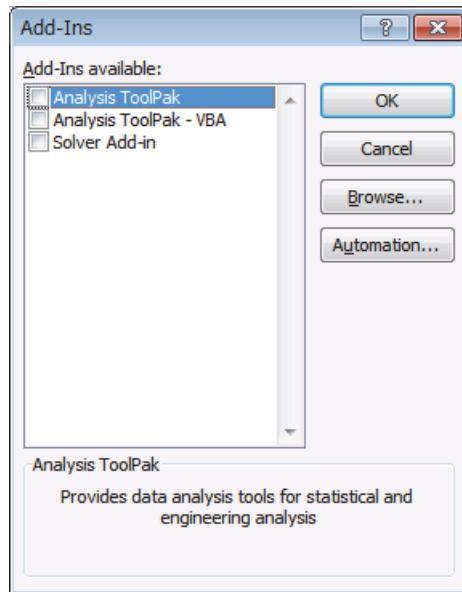 Add-Ins
Add-Ins available:
Analysis ToolPak
Analysis ToolPak - VBA
Solver Add-in
OK
Cancel
Browse...
Automation...
Analysis ToolPak
Provides data analysis tools for statistical and
engineering analysis